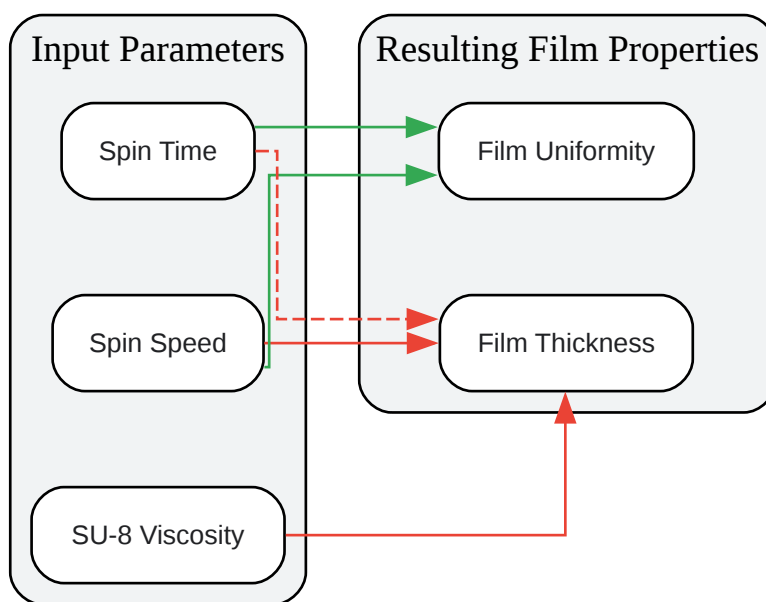 Input Parameters
Resulting Film Properties
Spin Time
Film Uniformity
Spin Speed
Film Thickness
SU-8 Viscosity